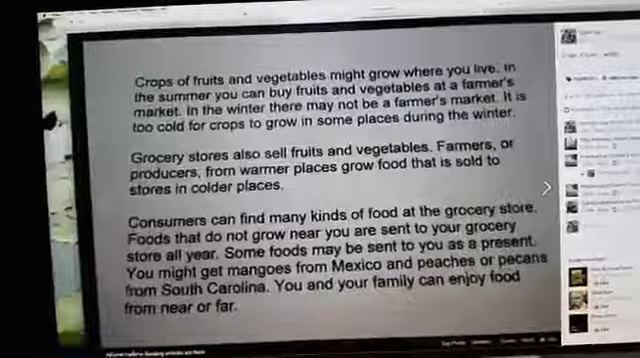 Crops of fruits and vegetables might grow where you live. In
the summer you can buy fruits and vegetables at a farmer's
market. In the winter there may not be a farmer's market. It is
too cold for crops to grow in some places during the winter.
Grocery stores also sell fruits and vegetables. Farmers, or
producers, from warmer places grow food that is sold to
stores in colder places.
Consumers can find many kinds of food at the grocery store.
Foods that do not grow near you are sent to your grocery
store all year. Some foods may be sent to you as a present.
You might get mangoes from Mexico and peaches or pecans
from South Carolina. You and your family can enjoy food
from near or far.